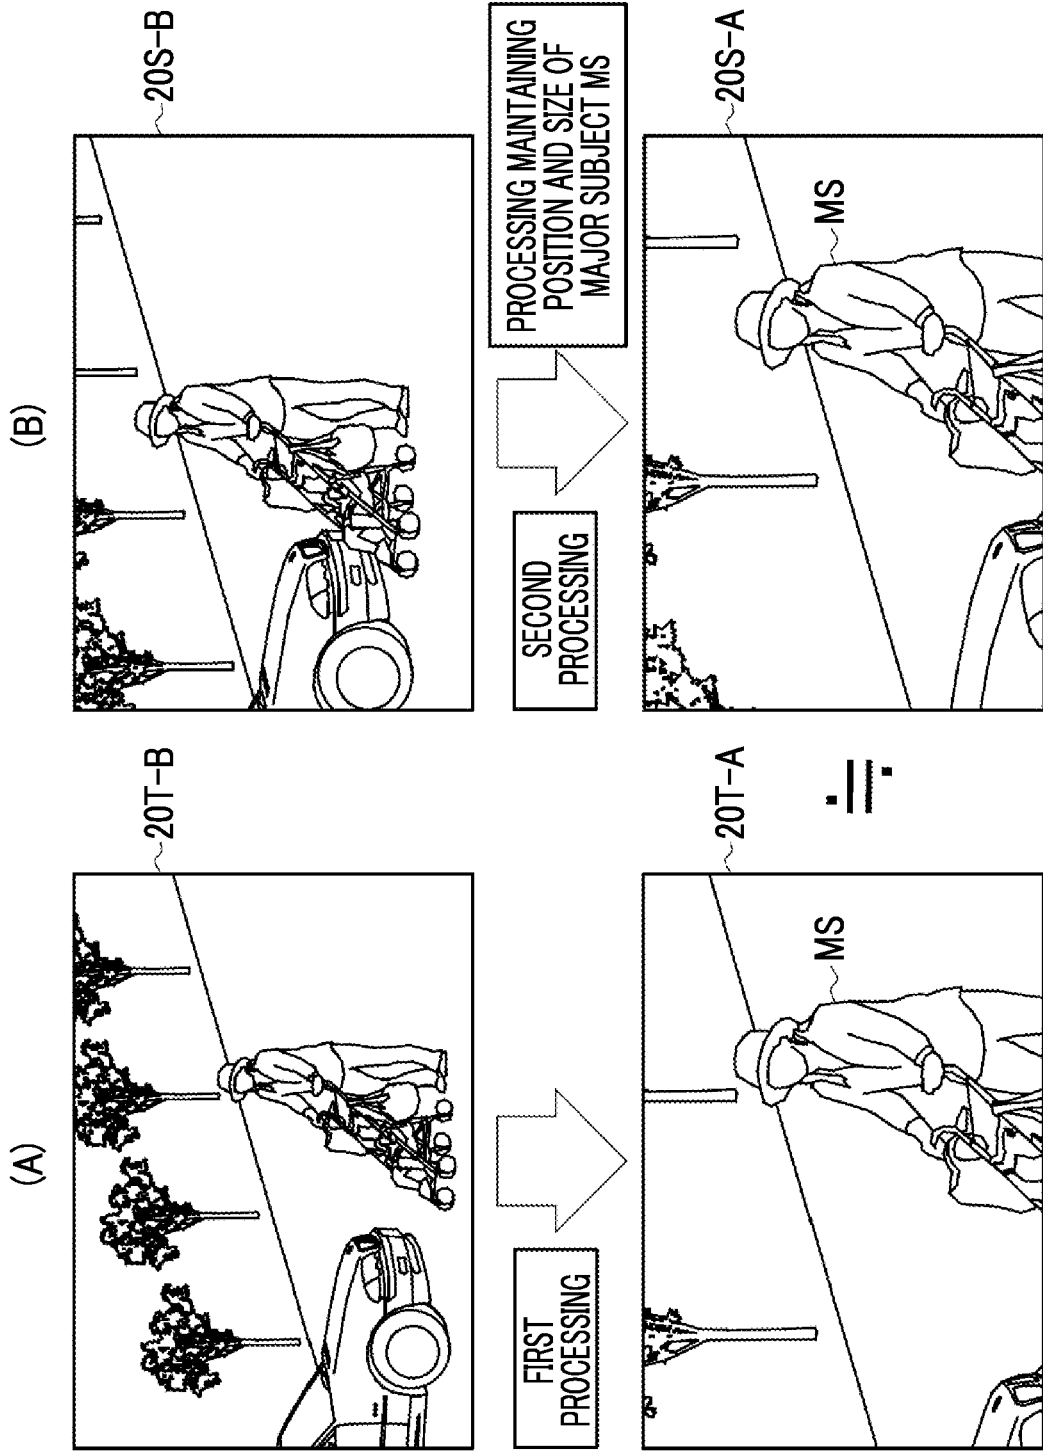 (A)
20T-B
FIRST
PROCESSING
20T-A
MS
(B)
20S-B
SECOND
PROCESSING
PROCESSING MAINTAINING
POSITION AND SIZE OF
MAJOR SUBJECT MS
20S-A
MS
≒